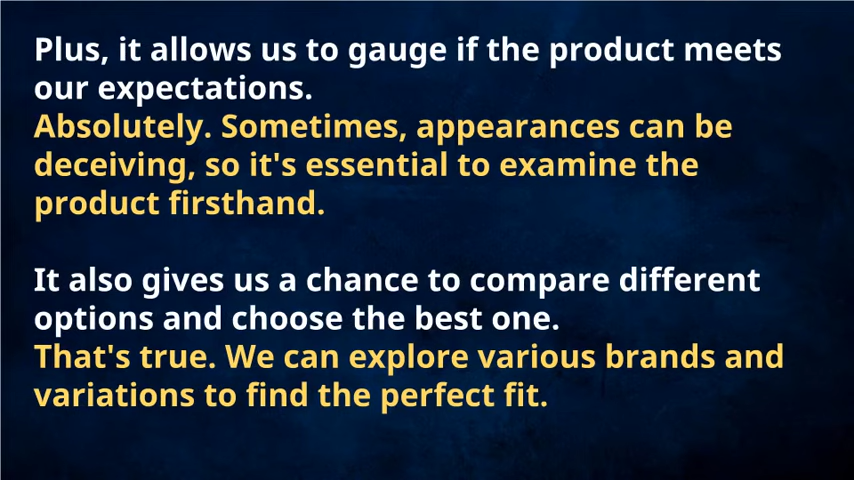 Plus, it allows us to gauge if the product meets
our expectations.
Absolutely. Sometimes, appearances can be
deceiving, so it's essential to examine the
product firsthand.
It also gives us a chance to compare different
options and choose the best one.
That's true. We can explore various brands and
variations to find the perfect fit.